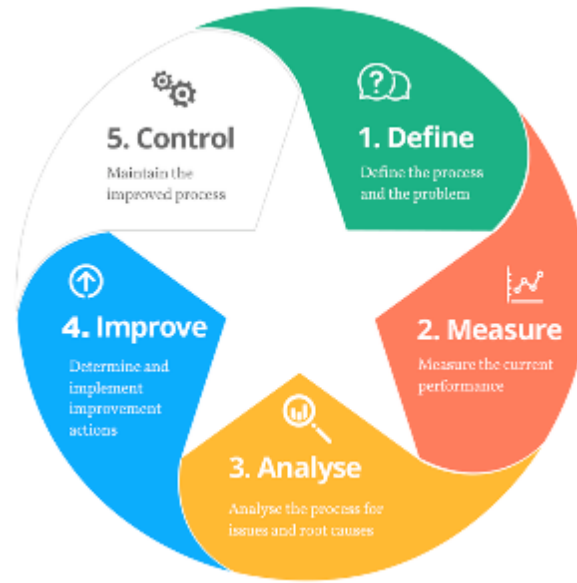 1. Define
Define the process
and the problem
2. Measure
Measure the current
performance
3. Analyse
Analyse the process for
issues and root causes
4. Improve
Determine and
implement
improvement
actions
5. Control
Maintain the
improved process